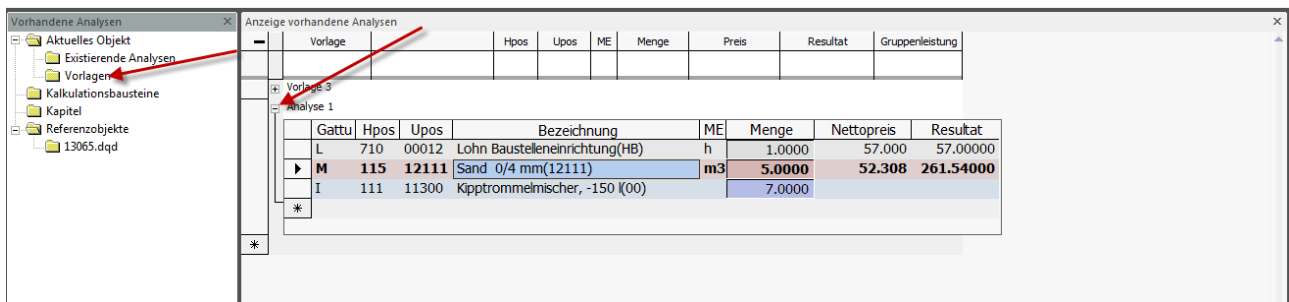 Vorhandene Analysen
Aktuelles Objekt
Existierende Analysen
Vorlagen
Kalkulationsbausteine
Kapitel
Referenzobjekte
13065.dqd
Anzeige vorhandene Analysen
Vorlage Hpos Upos ME Menge Preis Resultat Gruppenleistung
Vorlage 3
Analyse 1
Gattu Hpos Upos Bezeichnung ME Menge Nettopreis Resultat
L 710 00012 Lohn Baustelleneinrichtung(HB) h 1.0000 57.000 57.00000
M 115 12111 Sand 0/4 mm(12111) m3 5.0000 52.308 261.54000
I 111 11300 Kipptrommelmischer, -150 l(00) 7.0000